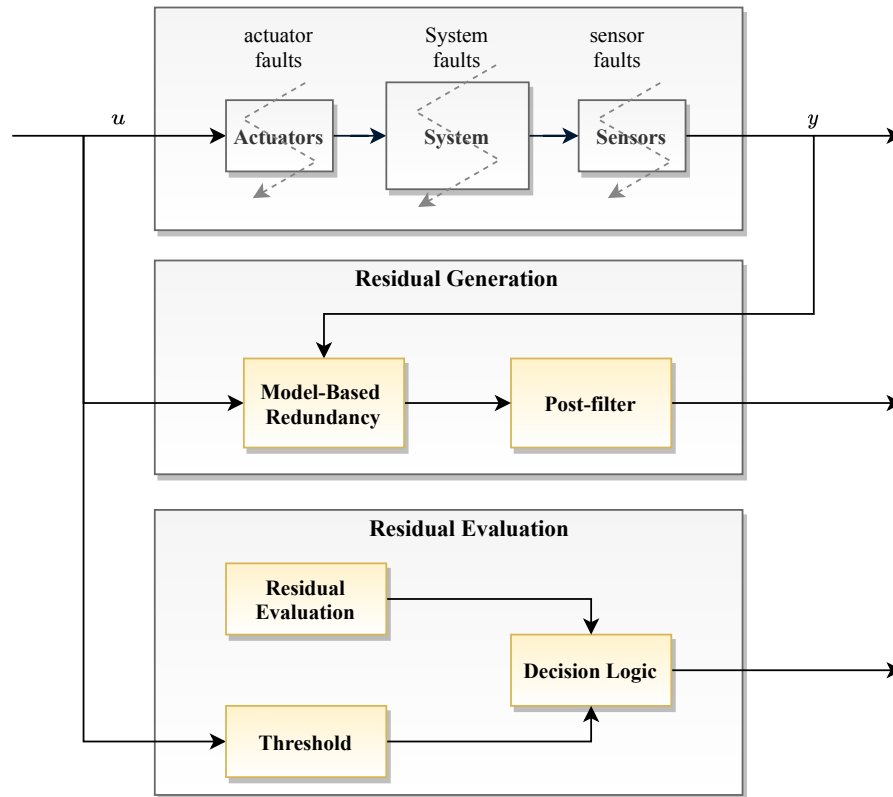 actuator
faults
System
faults
sensor
faults
u
y
Actuators
System
Sensors
Residual Generation
Model-Based
Redundancy
Post-filter
Residual Evaluation
Residual
Evaluation
Decision Logic
Threshold